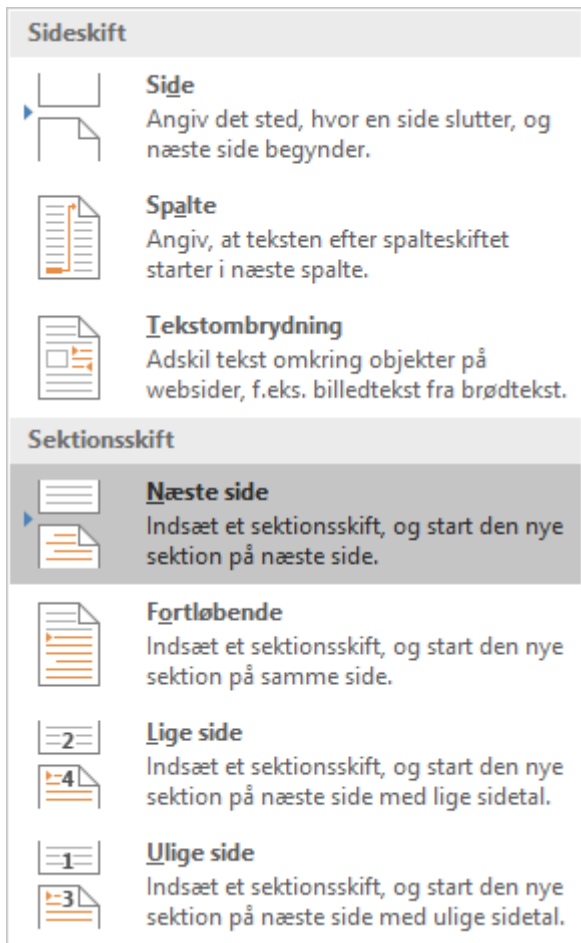 Sideskift
Side
Angiv det sted, hvor en side slutter, og
næste side begynder.
Spalte
Angiv, at teksten efter spalteskiftet
starter i næste spalte.
Tekstombrydning
Adskil tekst omkring objekter på
websider, f.eks. billedtekst fra brødtekst.
Sektionsskift
Næste side
Indsæt et sektionsskift, og start den nye
sektion på næste side.
Fortløbende
Indsæt et sektionsskift, og start den nye
sektion på samme side.
2
Lige side
4
Indsæt et sektionsskift, og start den nye
sektion på næste side med lige sidetal.
1
Ulige side
3
Indsæt et sektionsskift, og start den nye
sektion på næste side med ulige sidetal.